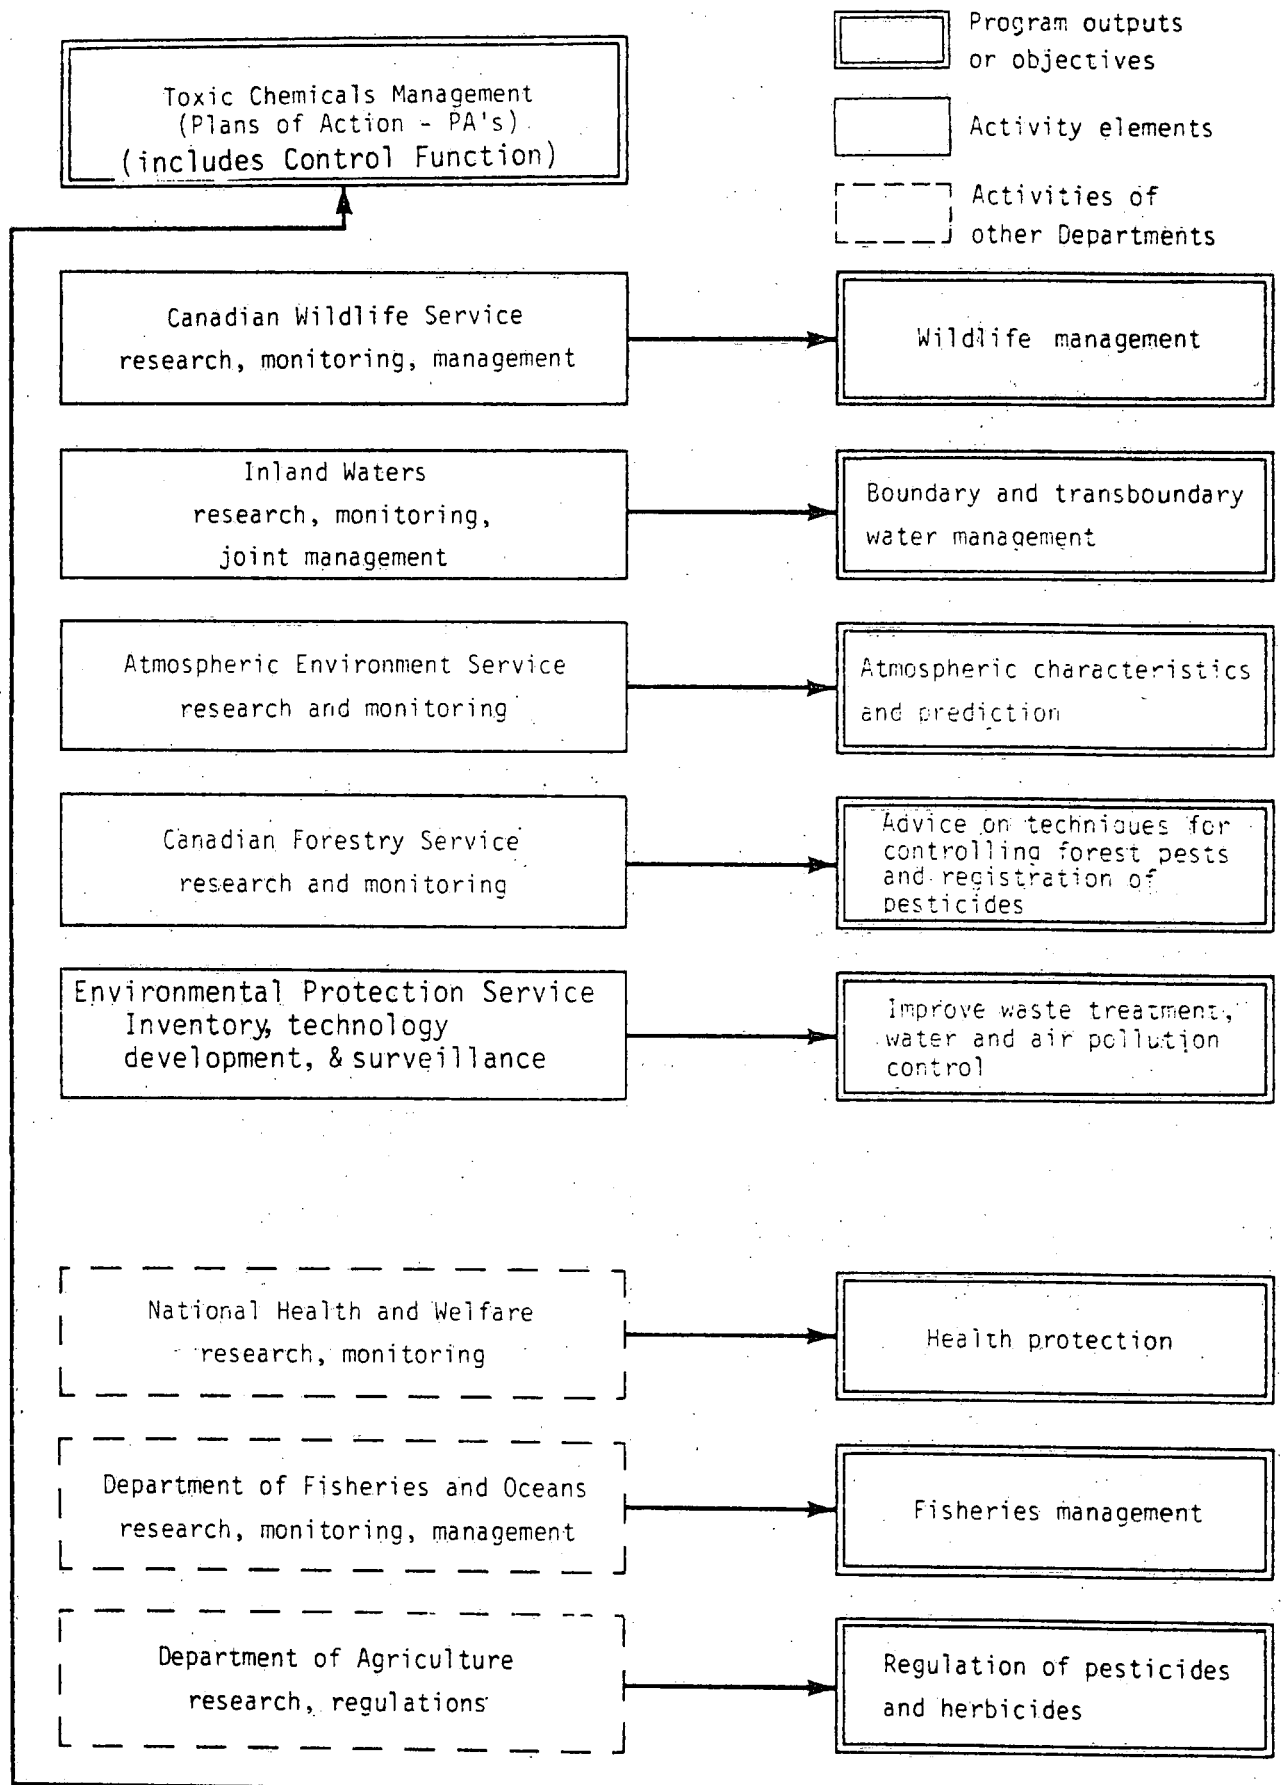 Toxic Chemicals Management
(Plans of Action - PA's)
(includes Control Function)
Program outputs
or objectives
Activity elements
Activities of
other Departments
Canadian Wildlife Service
research, monitoring, management
Wildlife management
Inland Waters
research, monitoring,
joint management
Boundary and transboundary
water management
Atmospheric Environment Service
research and monitoring
Atmospheric characteristics
and prediction
Canadian Forestry Service
research and monitoring
Advice on techniques for
controlling forest pests
and registration of
pesticides
Environmental Protection Service
Inventory, technology
development, & surveillance
Improve waste treatment,
water and air pollution
control
National Health and Welfare
research, monitoring
Health protection
Department of Fisheries and Oceans
research, monitoring, management
Fisheries management
Department of Agriculture
research, regulations
Regulation of pesticides
and herbicides